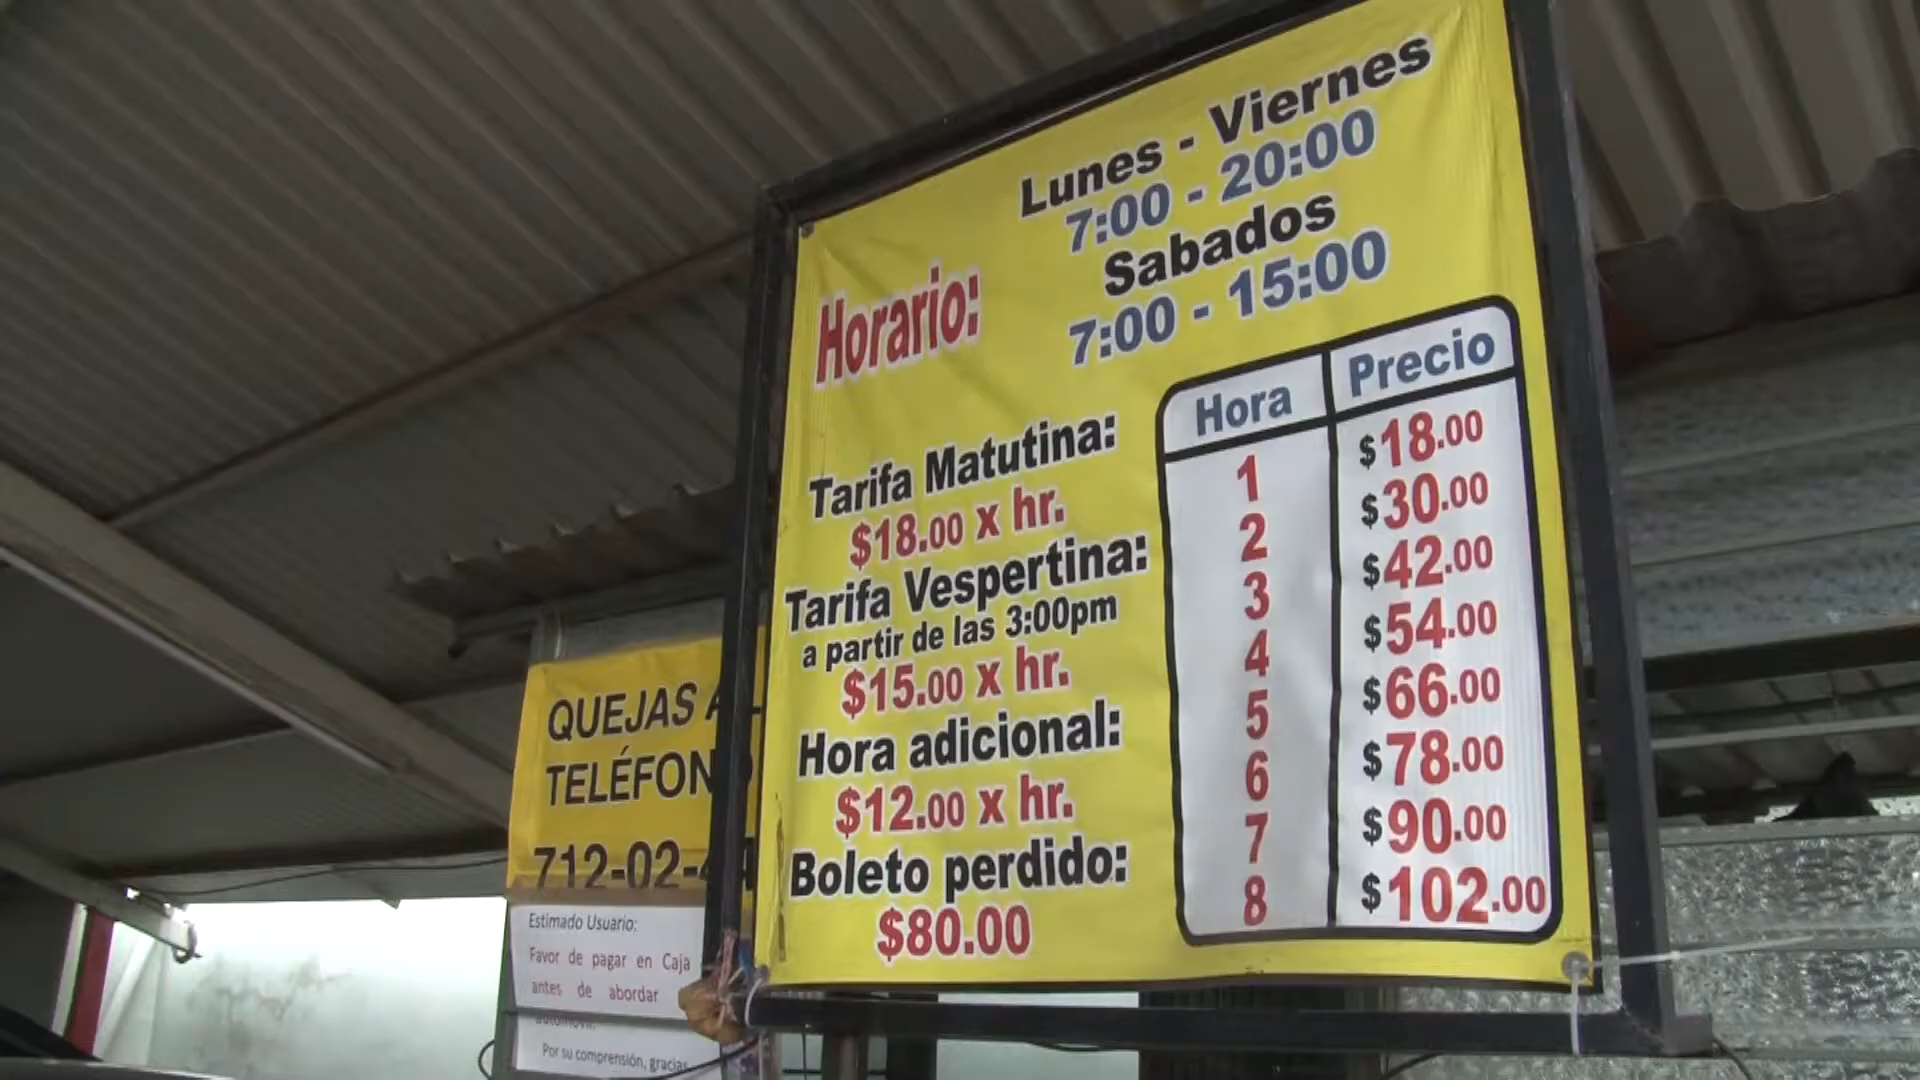 Lunes - Viernes
7:00 - 20:00
Sabados
7:00 - 15:00
Horario:
Tarifa Matutina:
$18.00 x hr.
Tarifa Vespertina:
a partir de las 3:00pm
$15.00 x hr.
Hora adicional:
$12.00 x hr.
Boleto perdido:
$80.00
Hora Precio
1 $18.00
2 $30.00
3 $42.00
4 $54.00
5 $66.00
6 $78.00
7 $90.00
8 $102.00
QUEJAS
TELÉFONO
712-02-
Estimado Usuario:
Favor de pagar en Caja
antes de abordar
automóvil.
Por su comprensión, gracias